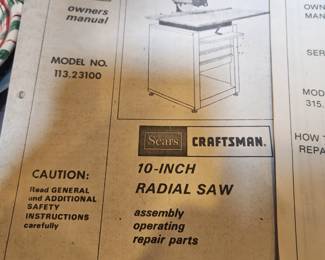 owners
manual
MODEL NO.
113.23100
Sears
CRAFTSMAN.
10-INCH
RADIAL SAW
assembly
operating
repair parts
CAUTION:
Read GENERAL
and ADDITIONAL
SAFETY
INSTRUCTIONS
carefully
OWN
MAN
SER
MOD
315.
HOW
REPA